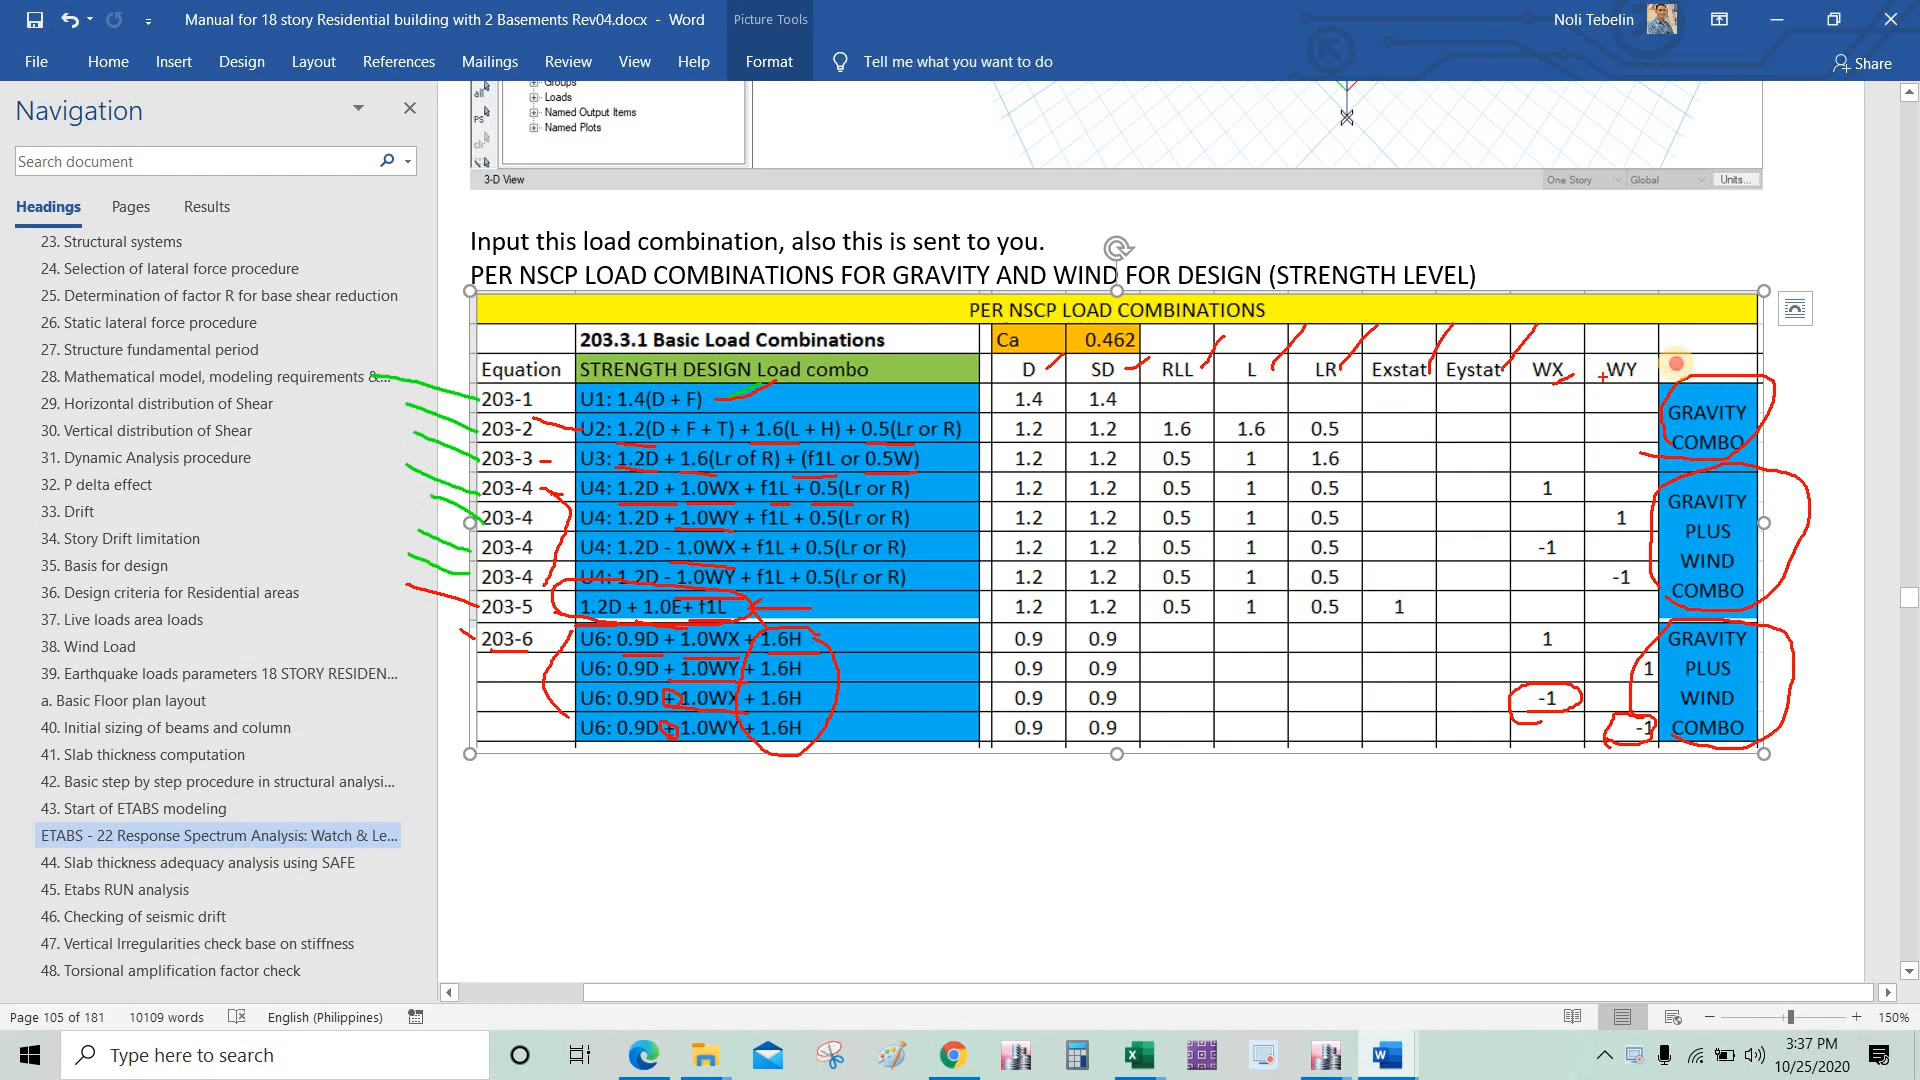 Manual for 18 story Residential building with 2 Basements Rev04.docx - Word
Picture Tools
Noli Tebelin
File Home Insert Design Layout References Mailings Review View Help Format Tell me what you want to do Share
Navigation
Search document
Headings Pages Results
23. Structural systems
24. Selection of lateral force procedure
25. Determination of factor R for base shear reduction
26. Static lateral force procedure
27. Structure fundamental period
28. Mathematical model, modeling requirements &...
29. Horizontal distribution of Shear
30. Vertical distribution of Shear
31. Dynamic Analysis procedure
32. P delta effect
33. Drift
34. Story Drift limitation
35. Basis for design
36. Design criteria for Residential areas
37. Live loads area loads
38. Wind Load
39. Earthquake loads parameters 18 STORY RESIDEN...
a. Basic Floor plan layout
40. Initial sizing of beams and column
41. Slab thickness computation
42. Basic step by step procedure in structural analysi...
43. Start of ETABS modeling
ETABS - 22 Response Spectrum Analysis: Watch & Le...
44. Slab thickness adequacy analysis using SAFE
45. Etabs RUN analysis
46. Checking of seismic drift
47. Vertical Irregularities check base on stiffness
48. Torsional amplification factor check
all
PS
dr
Groups
Loads
Named Output Items
Named Plots
3-D View
One Story Global Units...
Input this load combination, also this is sent to you.
PER NSCP LOAD COMBINATIONS FOR GRAVITY AND WIND FOR DESIGN (STRENGTH LEVEL)
PER NSCP LOAD COMBINATIONS
203.3.1 Basic Load Combinations Ca 0.462
Equation STRENGTH DESIGN Load combo D SD RLL L LR Exstat Eystat WX WY
203-1 U1: 1.4(D + F) 1.4 1.4
203-2 U2: 1.2(D + F + T) + 1.6(L + H) + 0.5(Lr or R) 1.2 1.2 1.6 1.6 0.5
203-3 U3: 1.2D + 1.6(Lr of R) + (f1L or 0.5W) 1.2 1.2 0.5 1 1.6
203-4 U4: 1.2D + 1.0WX + f1L + 0.5(Lr or R) 1.2 1.2 0.5 1 0.5 1
203-4 U4: 1.2D + 1.0WY + f1L + 0.5(Lr or R) 1.2 1.2 0.5 1 0.5 1
203-4 U4: 1.2D - 1.0WX + f1L + 0.5(Lr or R) 1.2 1.2 0.5 1 0.5 -1
203-4 U4: 1.2D - 1.0WY + f1L + 0.5(Lr or R) 1.2 1.2 0.5 1 0.5 -1
203-5 1.2D + 1.0E+ f1L 1.2 1.2 0.5 1 0.5 1
203-6 U6: 0.9D + 1.0WX + 1.6H 0.9 0.9 1
U6: 0.9D + 1.0WY + 1.6H 0.9 0.9 1
U6: 0.9D + 1.0WX + 1.6H 0.9 0.9 -1
U6: 0.9D + 1.0WY + 1.6H 0.9 0.9 -1
GRAVITY
COMBO
GRAVITY
PLUS
WIND
COMBO
GRAVITY
PLUS
WIND
COMBO
Page 105 of 181 10109 words English (Philippines) 150%
Type here to search
3:37 PM
10/25/2020